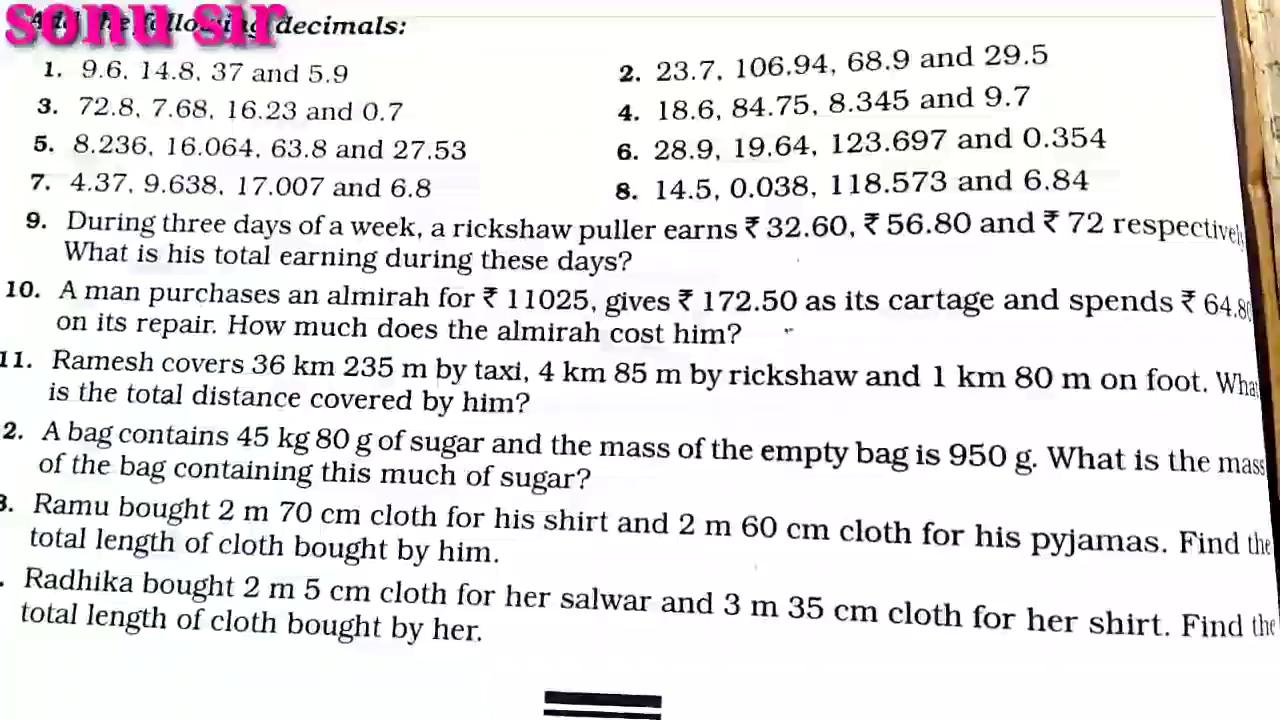 sonu sir
Add the following decimals:
1. 9.6, 14.8, 37 and 5.9
2. 23.7, 106.94, 68.9 and 29.5
3. 72.8, 7.68, 16.23 and 0.7
4. 18.6, 84.75, 8.345 and 9.7
5. 8.236, 16.064, 63.8 and 27.53
6. 28.9, 19.64, 123.697 and 0.354
7. 4.37, 9.638, 17.007 and 6.8
8. 14.5, 0.038, 118.573 and 6.84
9. During three days of a week, a rickshaw puller earns ₹ 32.60, ₹ 56.80 and ₹ 72 respectively
What is his total earning during these days?
10. A man purchases an almirah for ₹ 11025, gives ₹ 172.50 as its cartage and spends ₹ 64.80
on its repair. How much does the almirah cost him?
11. Ramesh covers 36 km 235 m by taxi, 4 km 85 m by rickshaw and 1 km 80 m on foot. What
is the total distance covered by him?
2. A bag contains 45 kg 80 g of sugar and the mass of the empty bag is 950 g. What is the mass
of the bag containing this much of sugar?
3. Ramu bought 2 m 70 cm cloth for his shirt and 2 m 60 cm cloth for his pyjamas. Find the
total length of cloth bought by him.
. Radhika bought 2 m 5 cm cloth for her salwar and 3 m 35 cm cloth for her shirt. Find the
total length of cloth bought by her.